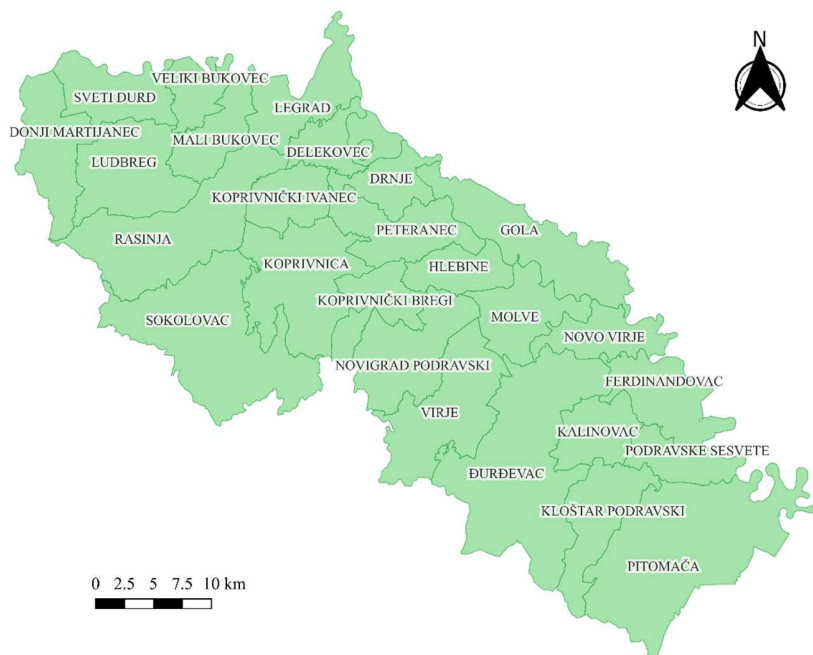 N
VELIKI BUKOVEC
SVETI ĐURĐ
LEGRAD
DONJI MARTIJANEC
MALI BUKOVEC
LUDBREG
ĐELEKOVEC
DRNJE
KOPRIVNIČKI IVANEC
PETERANEC
GOLA
RASINJA
KOPRIVNICA
HLEBINE
KOPRIVNIČKI BREGI
SOKOLOVAC
MOLVE
NOVO VIRJE
NOVIGRAD PODRAVSKI
FERDINANDOVAC
VIRJE
KALINOVAC
PODRAVSKE SESVETE
ĐURĐEVAC
KLOŠTAR PODRAVSKI
PITOMAČA
0 2.5 5 7.5 10 km